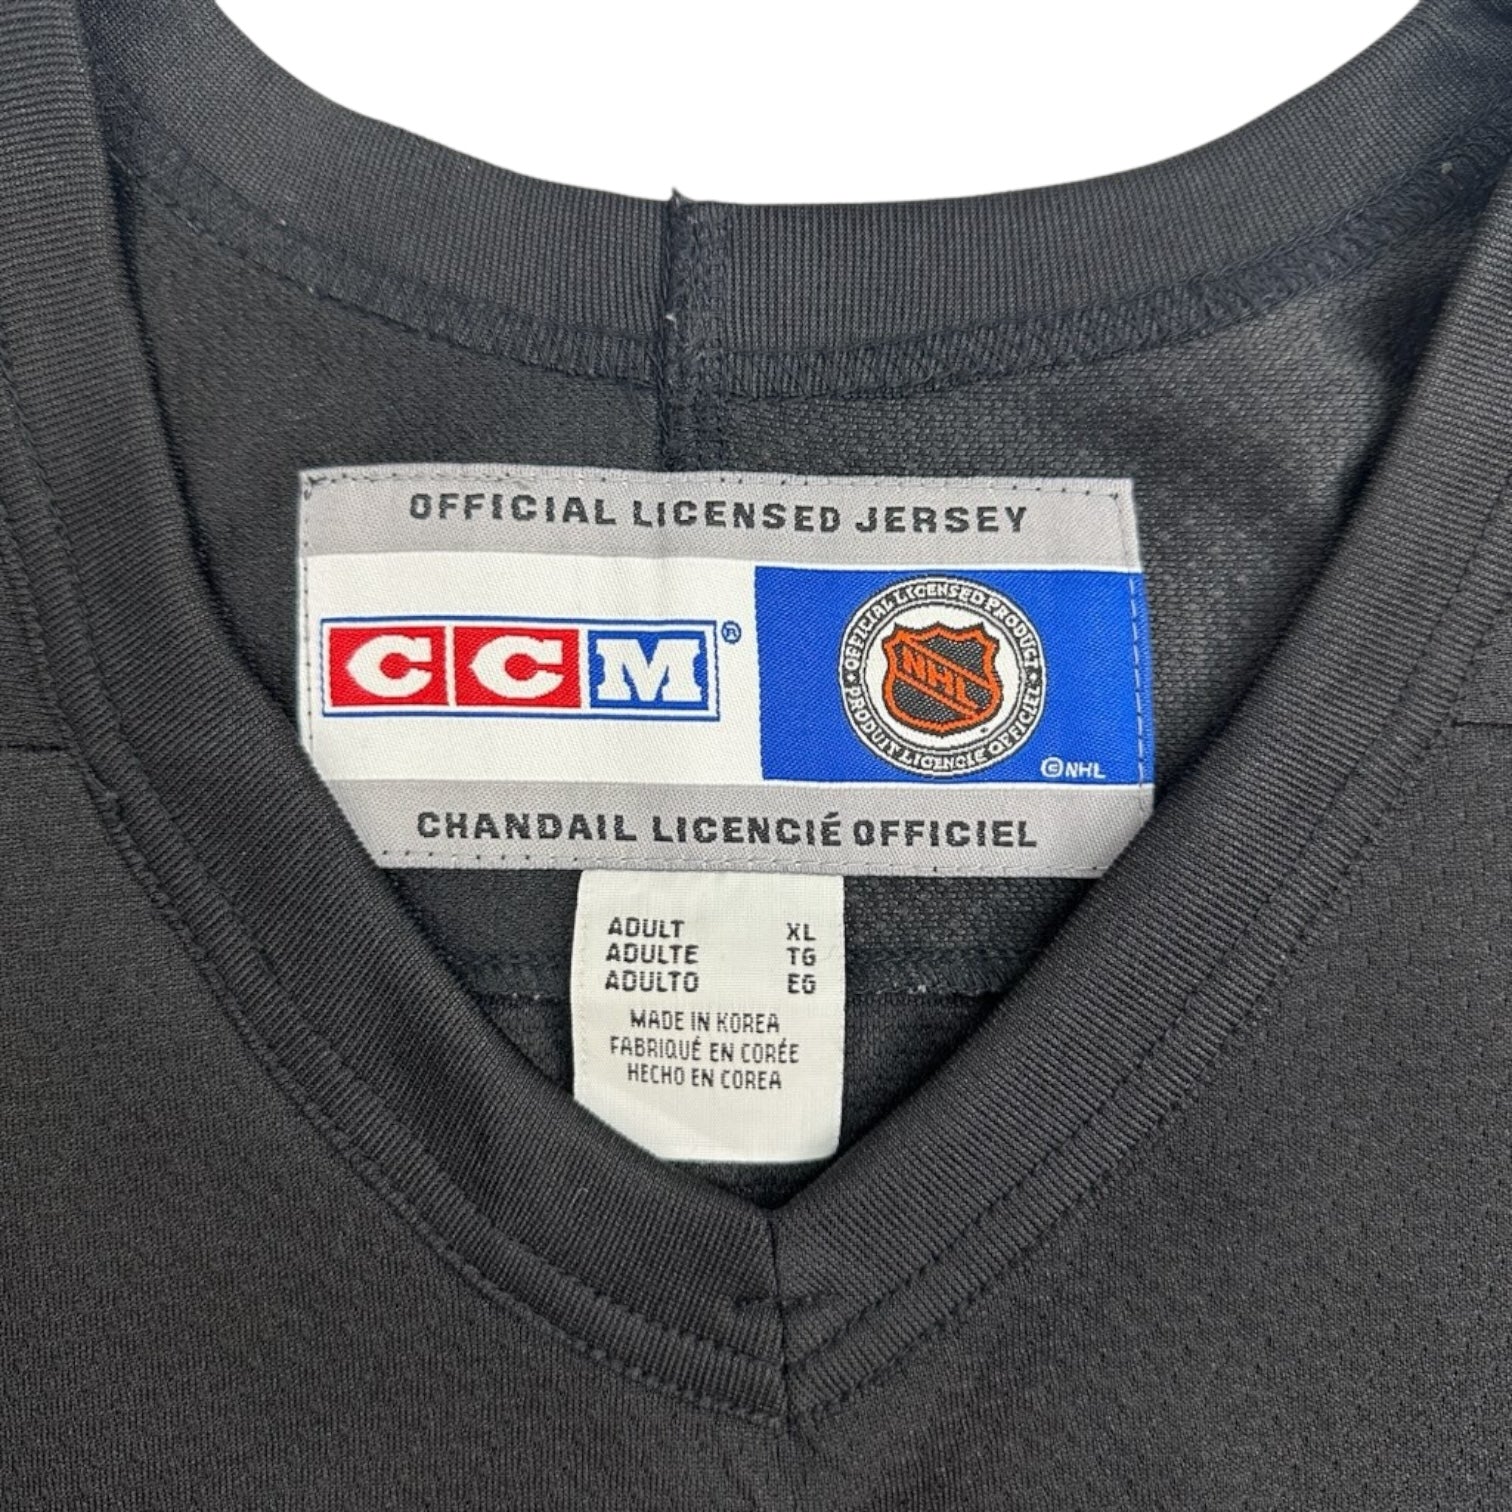 OFFICIAL LICENSED JERSEY
CCM®
OFFICIAL LICENSED PRODUCT
NHL
PRODUIT LICENCIÉ OFFICIEL
©NHL
CHANDAIL LICENCIÉ OFFICIEL
ADULT XL
ADULTE TG
ADULTO EG
MADE IN KOREA
FABRIQUÉ EN CORÉE
HECHO EN COREA